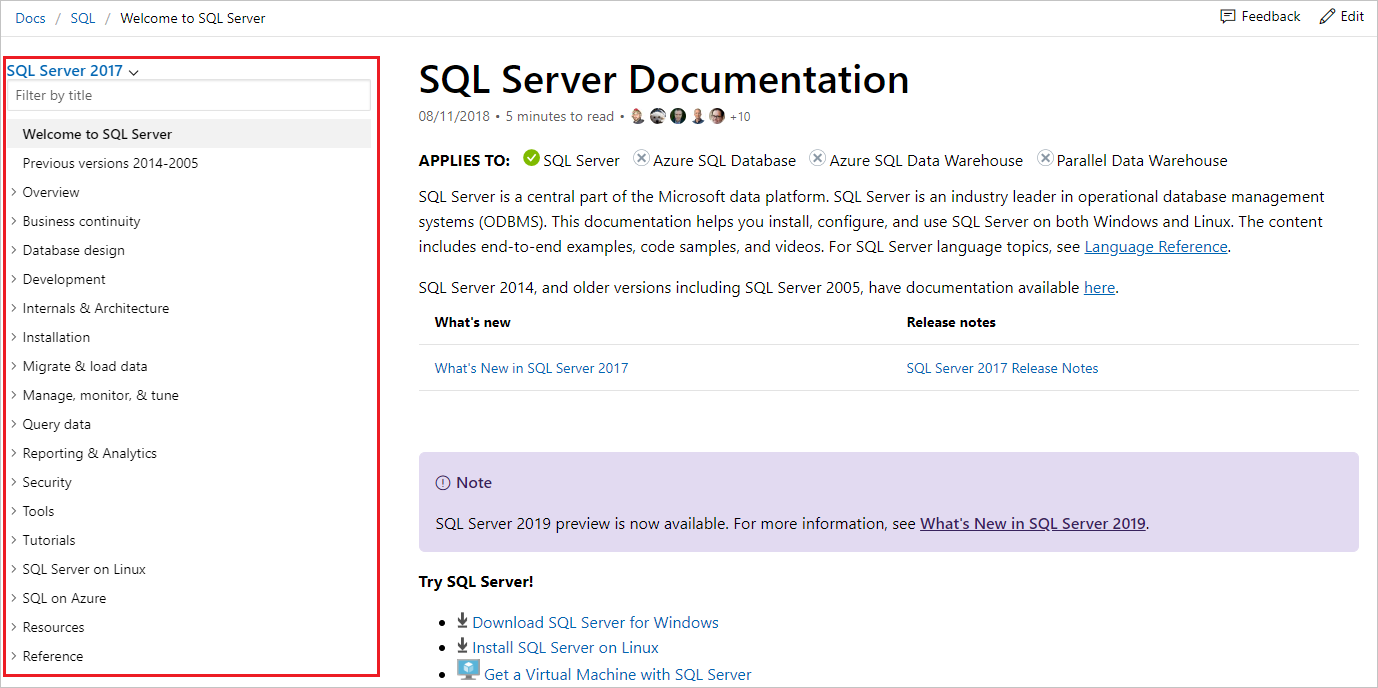 Docs / SQL / Welcome to SQL Server
Feedback Edit
SQL Server 2017
Filter by title
Welcome to SQL Server
Previous versions 2014-2005
Overview
Business continuity
Database design
Development
Internals & Architecture
Installation
Migrate & load data
Manage, monitor, & tune
Query data
Reporting & Analytics
Security
Tools
Tutorials
SQL Server on Linux
SQL on Azure
Resources
Reference
SQL Server Documentation
08/11/2018 • 5 minutes to read • +10
APPLIES TO: SQL Server Azure SQL Database Azure SQL Data Warehouse Parallel Data Warehouse
SQL Server is a central part of the Microsoft data platform. SQL Server is an industry leader in operational database management
systems (ODBMS). This documentation helps you install, configure, and use SQL Server on both Windows and Linux. The content
includes end-to-end examples, code samples, and videos. For SQL Server language topics, see Language Reference.
SQL Server 2014, and older versions including SQL Server 2005, have documentation available here.
What's new Release notes
What's New in SQL Server 2017 SQL Server 2017 Release Notes
Note
SQL Server 2019 preview is now available. For more information, see What's New in SQL Server 2019.
Try SQL Server!
• Download SQL Server for Windows
• Install SQL Server on Linux
• Get a Virtual Machine with SQL Server